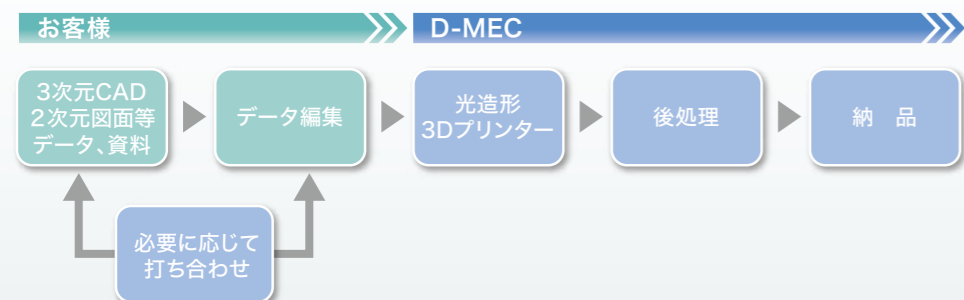 お客様
D-MEC
3次元CAD
2次元図面等
データ、資料
データ編集
光造形
3Dプリンター
後処理
納 品
必要に応じて
打ち合わせ